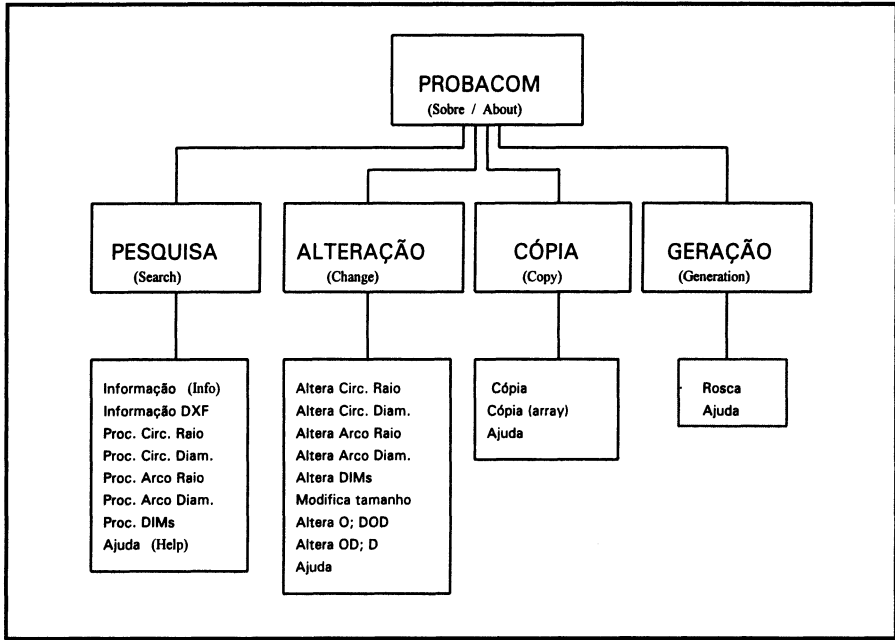 PROBACOM
(Sobre / About)
PESQUISA
(Search)
ALTERAÇÃO
(Change)
CÓPIA
(Copy)
GERAÇÃO
(Generation)
Informação (Info)
Informação DXF
Proc. Circ. Raio
Proc. Circ. Diam.
Proc. Arco Raio
Proc. Arco Diam.
Proc. DIMs
Ajuda (Help)
Altera Circ. Raio
Altera Circ. Diam.
Altera Arco Raio
Altera Arco Diam.
Altera DIMs
Modifica tamanho
Altera O; DOD
Altera OD; D
Ajuda
Cópia
Cópia (array)
Ajuda
Rosca
Ajuda